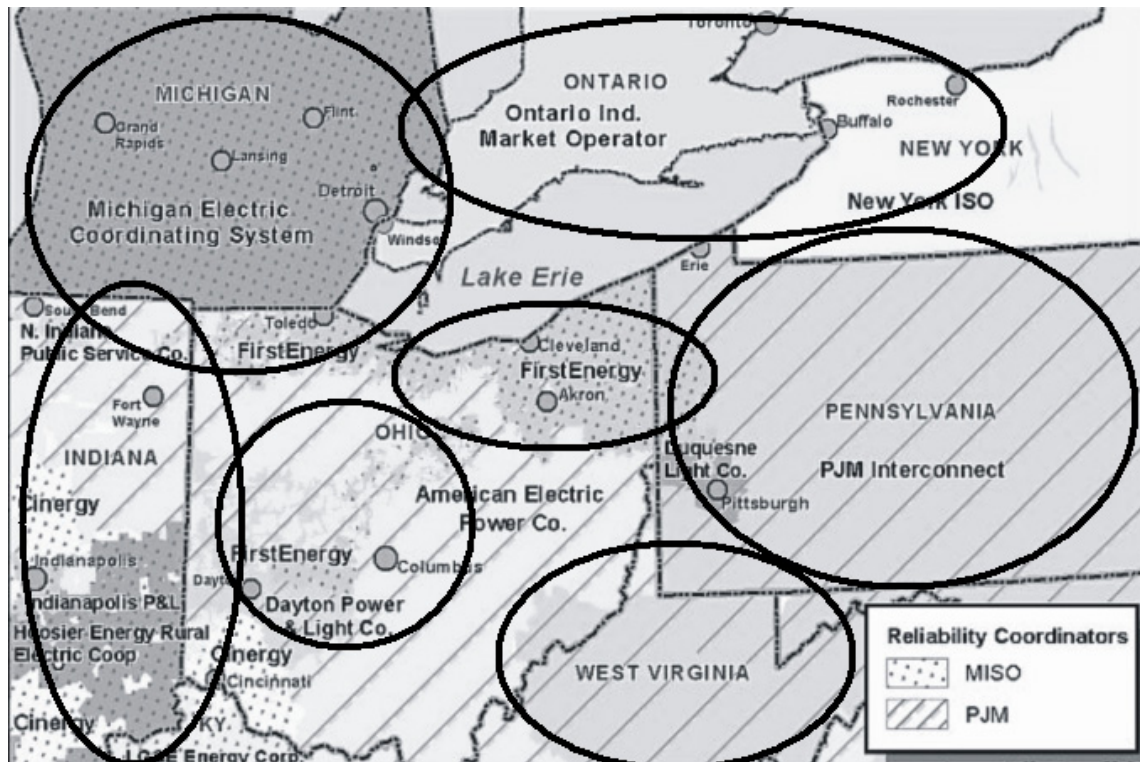 Toronto
MICHIGAN
ONTARIO
Ontario Ind.
Market Operator
Rochester
Flint
Grand
Rapids
Buffalo
Lansing
NEW YORK
Detroit
New York ISO
Michigan Electric
Coordinating System
Windsor
Lake Erie
Erie
South Bend
Toledo
N. Indiana
Public Service Co.
FirstEnergy
Cleveland
FirstEnergy
Akron
Fort
Wayne
PENNSYLVANIA
OHIO
INDIANA
Duquesne
Light Co.
PJM Interconnect
Cinergy
American Electric
Power Co.
Pittsburgh
Indianapolis
FirstEnergy
Columbus
Dayton
Indianapolis P&L
Dayton Power
& Light Co.
Hoosier Energy Rural
Electric Coop
Cinergy
Cincinnati
WEST VIRGINIA
Cinergy
KY
LG&E Energy Corp.
Reliability Coordinators
MISO
PJM